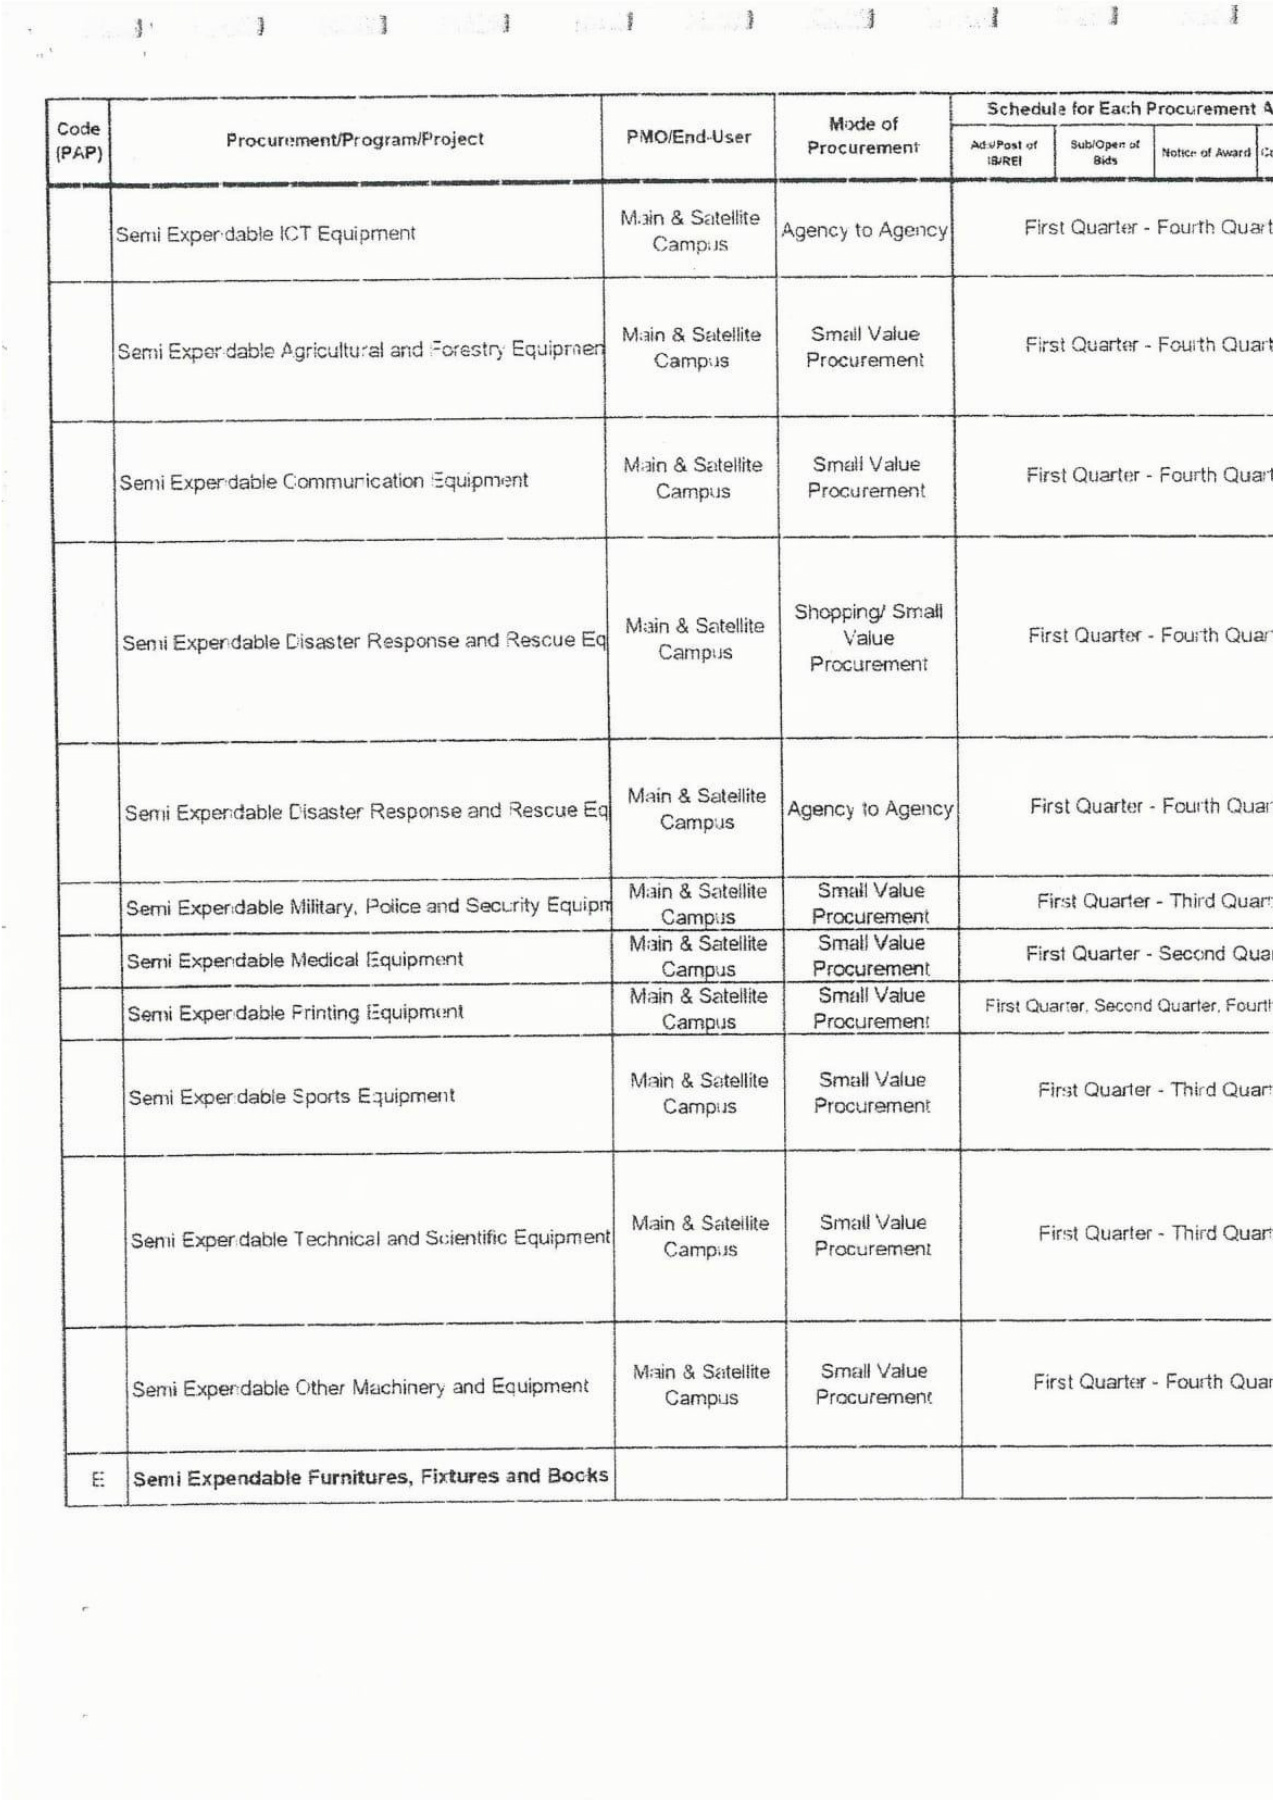 Code (PAP)
Procurement/Program/Project
PMO/End-User
Mode of Procurement
Schedule for Each Procurement A
Ads/Post of IB/REI
Sub/Open of Bids
Notice of Award
Semi Expendable ICT Equipment
Main & Satellite Campus
Agency to Agency
First Quarter - Fourth Quart
Semi Expendable Agricultural and Forestry Equipmen
Main & Satellite Campus
Small Value Procurement
First Quarter - Fourth Quart
Semi Expendable Communication Equipment
Main & Satellite Campus
Small Value Procurement
First Quarter - Fourth Quart
Semi Expendable Disaster Response and Rescue Eq
Main & Satellite Campus
Shopping/ Small Value Procurement
First Quarter - Fourth Quar
Semi Expendable Disaster Response and Rescue Eq
Main & Satellite Campus
Agency to Agency
First Quarter - Fourth Quar
Semi Expendable Military, Police and Security Equipm
Main & Satellite Campus
Small Value Procurement
First Quarter - Third Quar
Semi Expendable Medical Equipment
Main & Satellite Campus
Small Value Procurement
First Quarter - Second Qua
Semi Expendable Printing Equipment
Main & Satellite Campus
Small Value Procurement
First Quarter, Second Quarter, Fourth
Semi Expendable Sports Equipment
Main & Satellite Campus
Small Value Procurement
First Quarter - Third Quar
Semi Expendable Technical and Scientific Equipment
Main & Satellite Campus
Small Value Procurement
First Quarter - Third Quar
Semi Expendable Other Machinery and Equipment
Main & Satellite Campus
Small Value Procurement
First Quarter - Fourth Quar
E
Semi Expendable Furnitures, Fixtures and Books